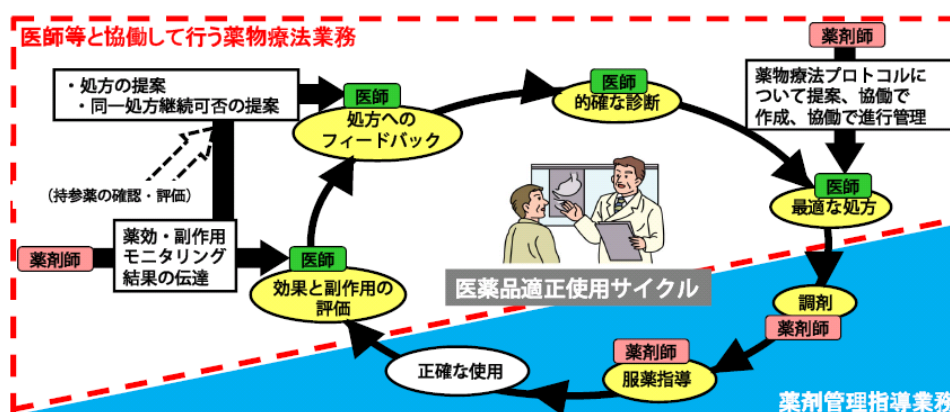 医師等と協働して行う薬物療法業務
薬剤師
・処方の提案
・同一処方継続可否の提案
医師
処方への
フィードバック
医師
的確な診断
薬物療法プロトコルに
ついて提案、協働で
作成、協働で進行管理
(持参薬の確認・評価)
医師
最適な処方
薬剤師
薬効・副作用
モニタリング
結果の伝達
医師
効果と副作用の
評価
医薬品適正使用サイクル
調剤
薬剤師
薬剤師
服薬指導
正確な使用
薬剤管理指導業務